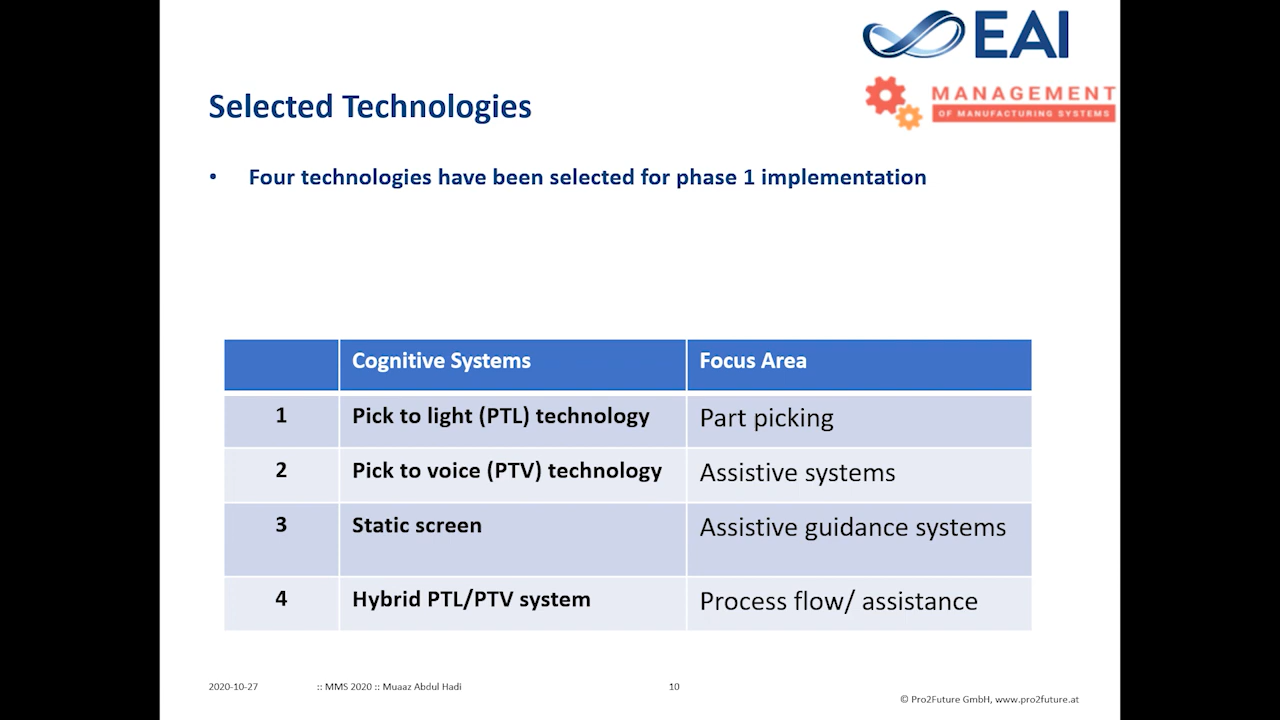 EAI
MANAGEMENT
OF MANUFACTURING SYSTEMS
Selected Technologies
• Four technologies have been selected for phase 1 implementation
Cognitive Systems Focus Area
1 Pick to light (PTL) technology Part picking
2 Pick to voice (PTV) technology Assistive systems
3 Static screen Assistive guidance systems
4 Hybrid PTL/PTV system Process flow/ assistance
2020-10-27 :: MMS 2020 :: Muaaz Abdul Hadi 10
© Pro2Future GmbH, www.pro2future.at